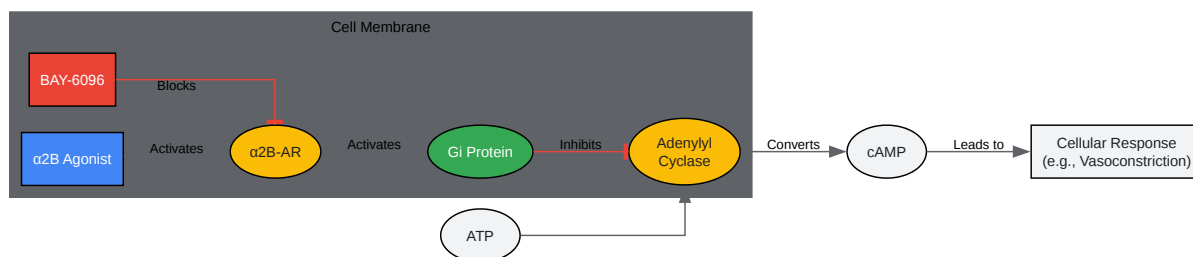 Cell Membrane
BAY-6096
Blocks
α2B Agonist
Activates
α2B-AR
Activates
Gi Protein
Inhibits
Adenylyl
Cyclase
Converts
cAMP
Leads to
Cellular Response
(e.g., Vasoconstriction)
ATP